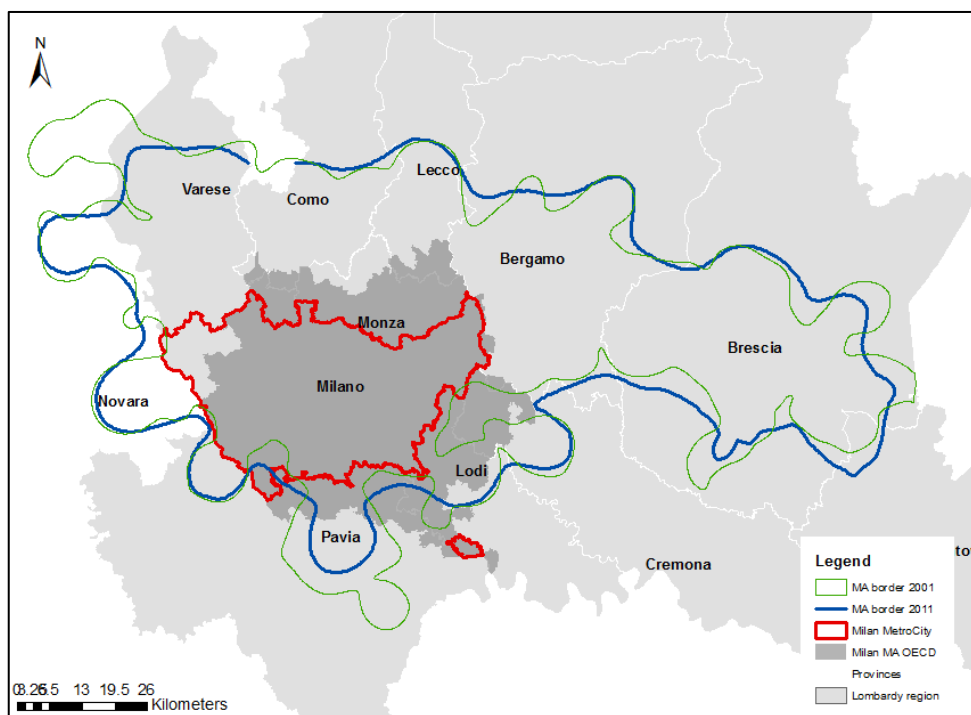 N
Varese
Como
Lecco
Bergamo
Monza
Brescia
Milano
Novara
Lodi
Pavia
Cremona
Legend
MA border 2001
MA border 2011
Milan MetroCity
Milan MA OECD
Provinces
Lombardy region
13 19.5 26
Kilometers